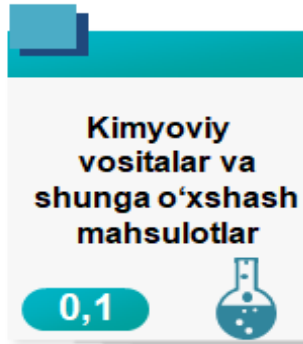 Kimyoviy
vositalar va
shunga o‘xshash
mahsulotlar
0,1